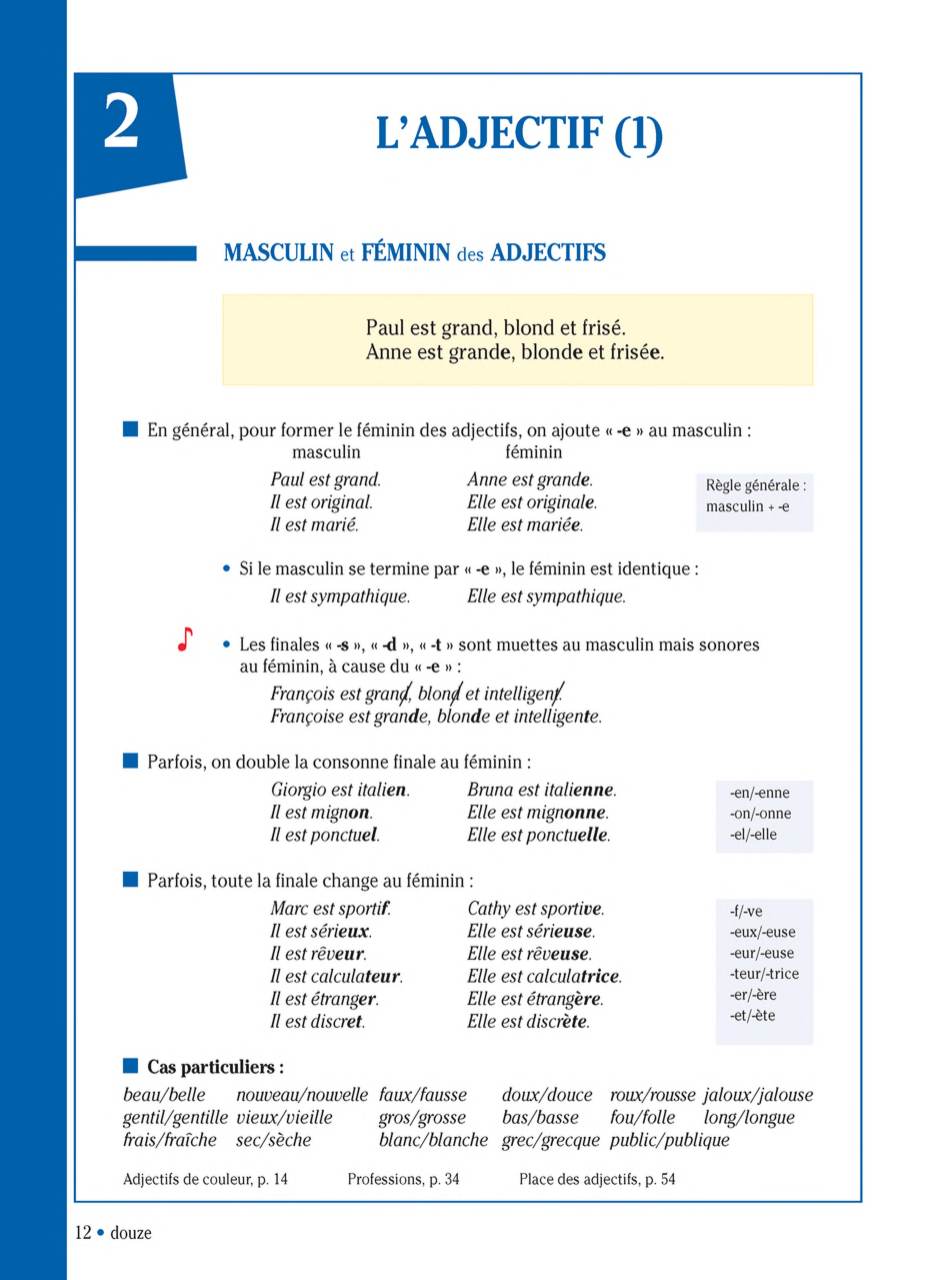 2
L’ADJECTIF (1)
MASCULIN et FÉMININ des ADJECTIFS
Paul est grand, blond et frisé.
Anne est grande, blonde et frisée.
En général, pour former le féminin des adjectifs, on ajoute « -e » au masculin :
masculin féminin
Paul est grand. Anne est grande.
Il est original. Elle est originale.
Il est marié. Elle est mariée.
Règle générale :
masculin + -e
• Si le masculin se termine par « -e », le féminin est identique :
Il est sympathique. Elle est sympathique.
• Les finales « -s », « -d », « -t » sont muettes au masculin mais sonores
au féminin, à cause du « -e » :
François est grand, blond et intelligent.
Françoise est grande, blonde et intelligente.
Parfois, on double la consonne finale au féminin :
Giorgio est italien. Bruna est italienne.
Il est mignon. Elle est mignonne.
Il est ponctuel. Elle est ponctuelle.
-en/-enne
-on/-onne
-el/-elle
Parfois, toute la finale change au féminin :
Marc est sportif. Cathy est sportive.
Il est sérieux. Elle est sérieuse.
Il est rêveur. Elle est rêveuse.
Il est calculateur. Elle est calculatrice.
Il est étranger. Elle est étrangère.
Il est discret. Elle est discrète.
-f/-ve
-eux/-euse
-eur/-euse
-teur/-trice
-er/-ère
-et/-ète
Cas particuliers :
beau/belle nouveau/nouvelle faux/fausse doux/douce roux/rousse jaloux/jalouse
gentil/gentille vieux/vieille gros/grosse bas/basse fou/folle long/longue
frais/fraîche sec/sèche blanc/blanche grec/grecque public/publique
Adjectifs de couleur, p. 14 Professions, p. 34 Place des adjectifs, p. 54
12 • douze